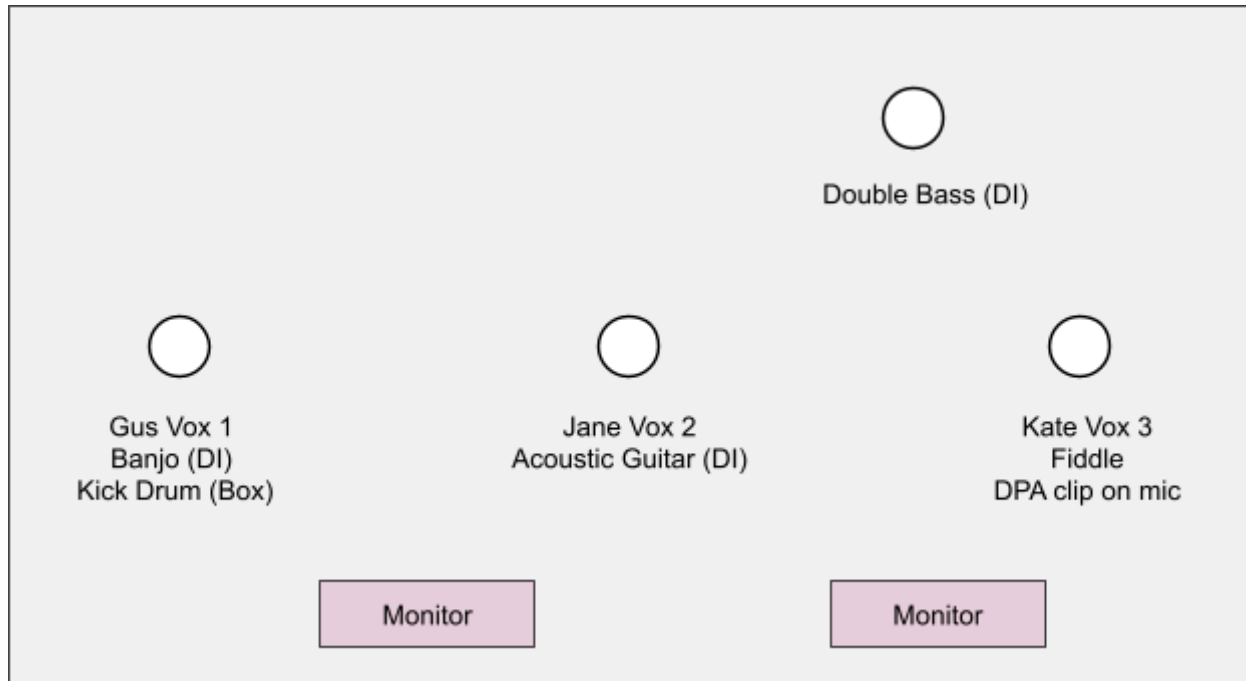 Double Bass (DI)
Gus Vox 1
Banjo (DI)
Kick Drum (Box)
Jane Vox 2
Acoustic Guitar (DI)
Kate Vox 3
Fiddle
DPA clip on mic
Monitor
Monitor